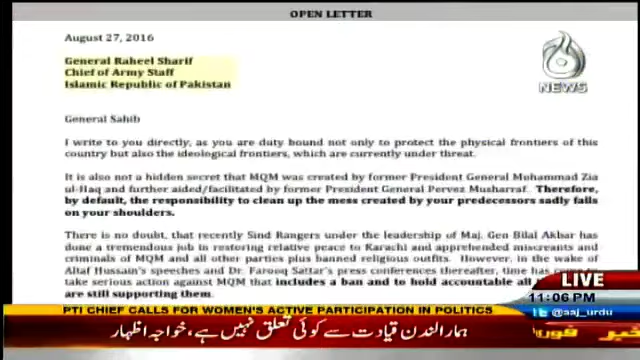 OPEN LETTER
August 27, 2016
General Raheel Sharif
Chief of Army Staff
Islamic Republic of Pakistan
NEWS
General Sahib
I write to you directly, as you are duty bound not only to protect the physical frontiers of this
country but also the ideological frontiers, which are currently under threat.
It is also not a hidden secret that MQM was created by former President General Mohammad Zia
ul-Haq and further aided/facilitated by former President General Pervez Musharraf. Therefore,
by default, the responsibility to clean up the mess created by your predecessors sadly falls
on your shoulders.
There is no doubt, that recently Sind Rangers under the leadership of Maj. Gen Bilal Akbar has
done a tremendous job in restoring relative peace to Karachi and apprehended miscreants and
criminals of MQM and all other parties plus banned religious outfits. However, in the wake of
Altaf Hussain's speeches and Dr. Farooq Sattar's press conferences thereafter, time has
take serious action against MQM that includes a ban and to hold accountable all
are still supporting them.
LIVE
11:06 PM
PTI CHIEF CALLS FOR WOMEN'S ACTIVE PARTICIPATION IN POLITICS
@aaj_urdu
ہمارا لندن قیادت سے کوئی تعلق نہیں ہے، خواجہ اظہار